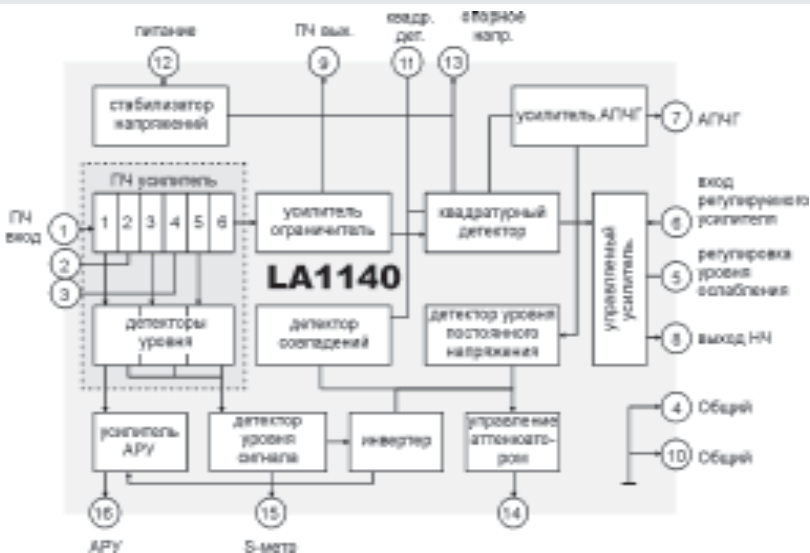 питание
ПЧ вых.
квадр.
дет.
опорное
напр.
12
9
11
13
стабилизатор
напряжений
усилитель АПЧГ
7
АПЧГ
ПЧ усилитель
ПЧ
вход
1
2
3
1 2 3 4 5 6
усилитель
ограничитель
квадратурный
детектор
управляемый
усилитель
6
вход
регулируемого
усилителя
5
регулировка
уровня
ослабления
8
выход НЧ
LA1140
детекторы
уровня
детектор
совпадений
детектор уровня
постоянного
напряжения
4
Общий
10
Общий
усилитель
АРУ
детектор
уровня
сигнала
инвертер
управление
аттенюато-
ром
16
15
14
АРУ
S-метр